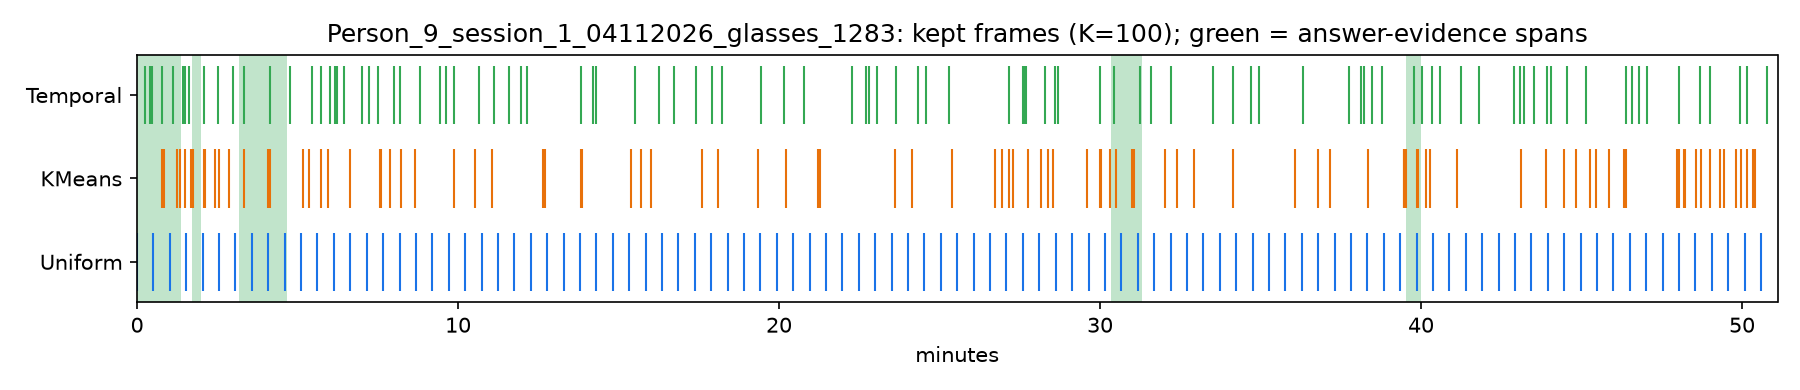 Person_9_session_1_04112026_glasses_1283: kept frames (K=100); green = answer-evidence spans
Temporal
KMeans
Uniform
0 10 20 30 40 50
minutes